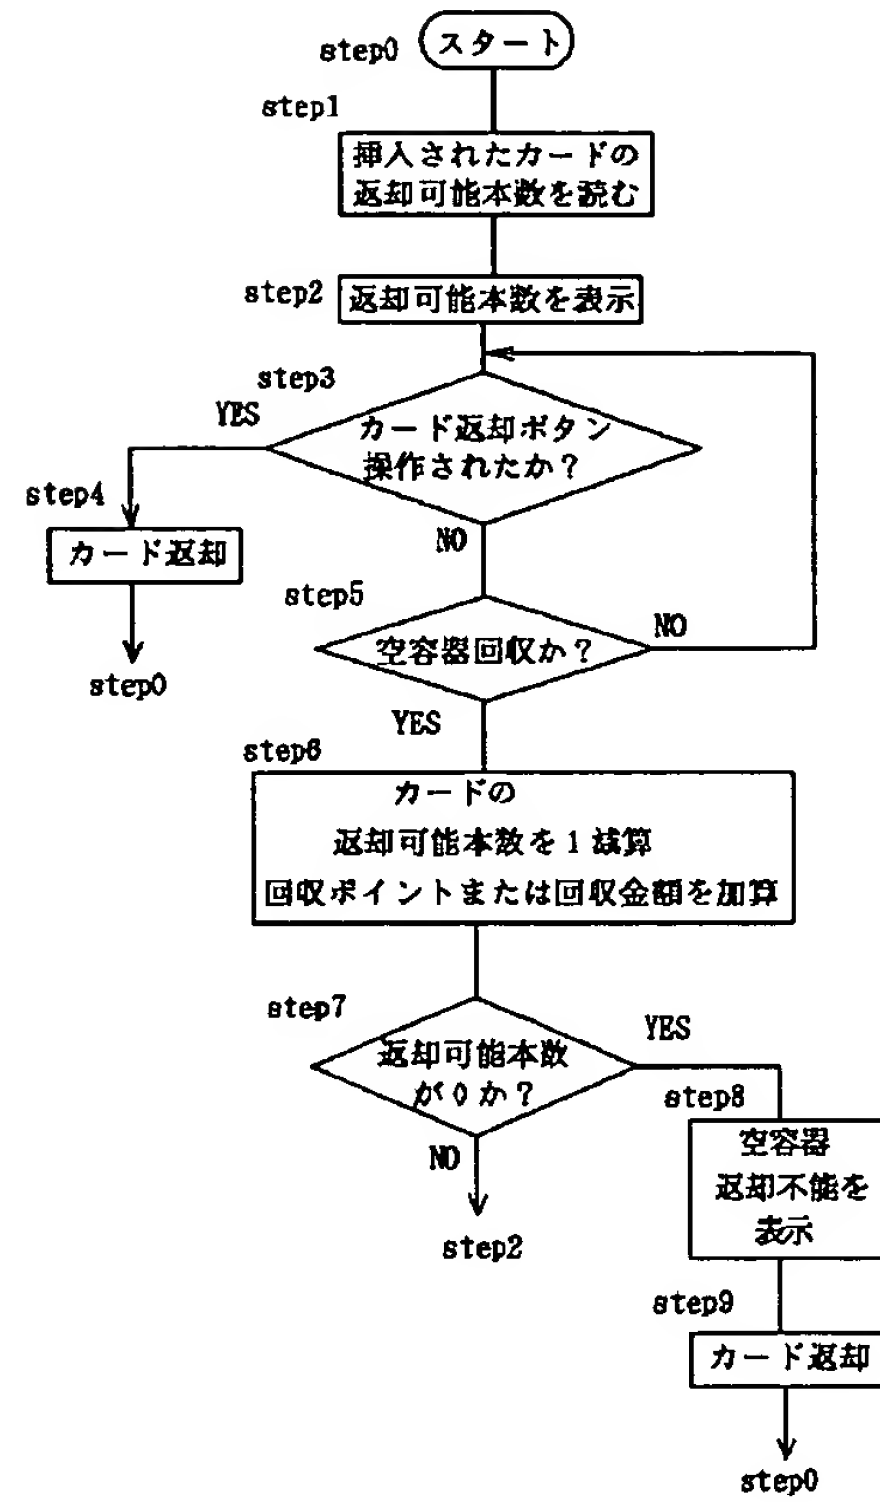 step0
スタート
step1
挿入されたカードの
返却可能本数を読む
step2
返却可能本数を表示
step3
YES
カード返却ボタン
操作されたか?
step4
カード返却
NO
step5
空容器回収か?
NO
step0
YES
step6
カードの
返却可能本数を1減算
回収ポイントまたは回収金額を加算
step7
YES
返却可能本数
が0か?
step8
NO
空容器
返却不能を
表示
step2
step9
カード返却
step0